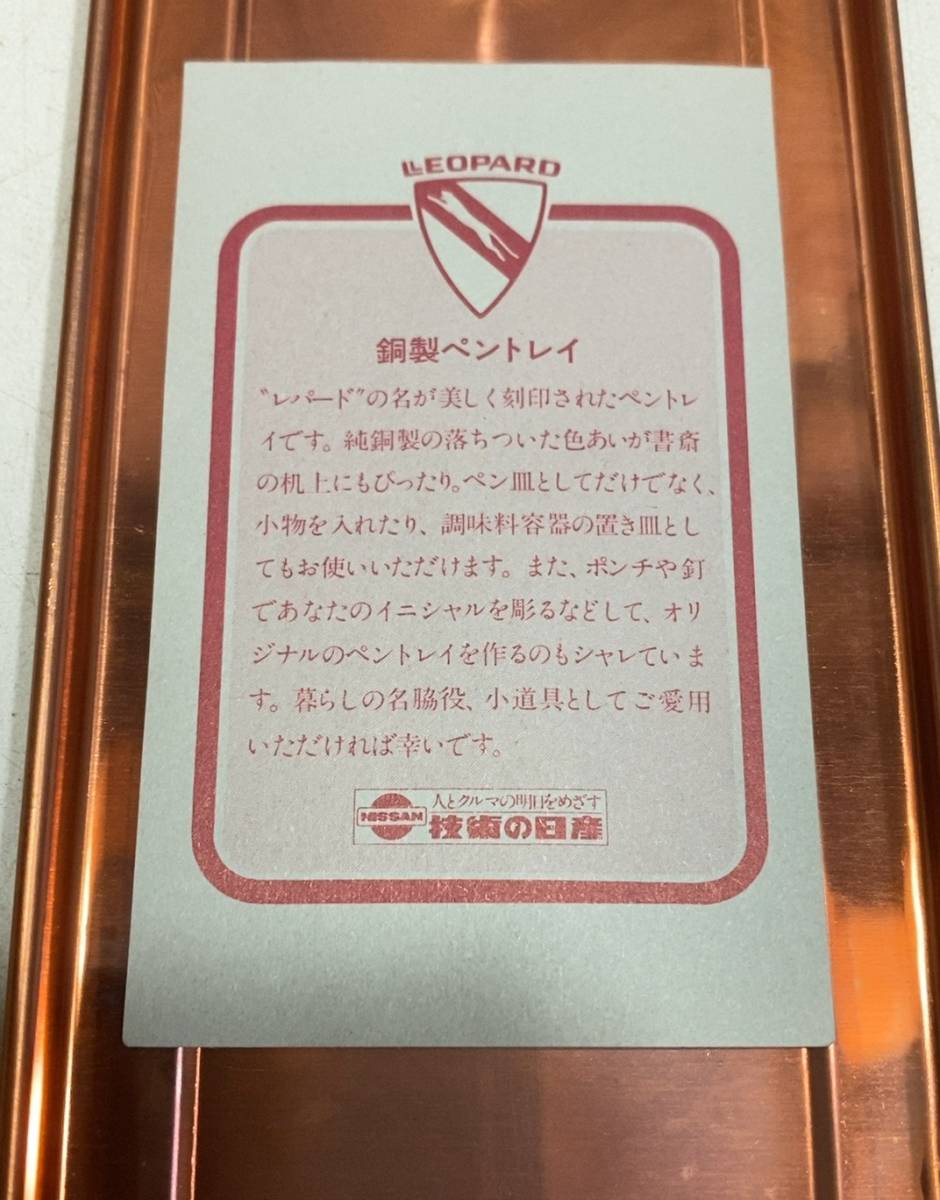 LEOPARD
銅製ペントレイ
“レパード”の名が美しく刻印されたペントレ
イです。純銅製の落ちついた色あいが書斎
の机上にもぴったり。ペン皿としてだけでなく、
小物を入れたり、調味料容器の置き皿とし
てもお使いいただけます。また、ポンチや釘
であなたのイニシャルを彫るなどして、オリ
ジナルのペントレイを作るのもシャレていま
す。暮らしの名脇役、小道具としてご愛用
いただければ幸いです。
NISSAN
人とクルマの明日をめざす
技術の日産